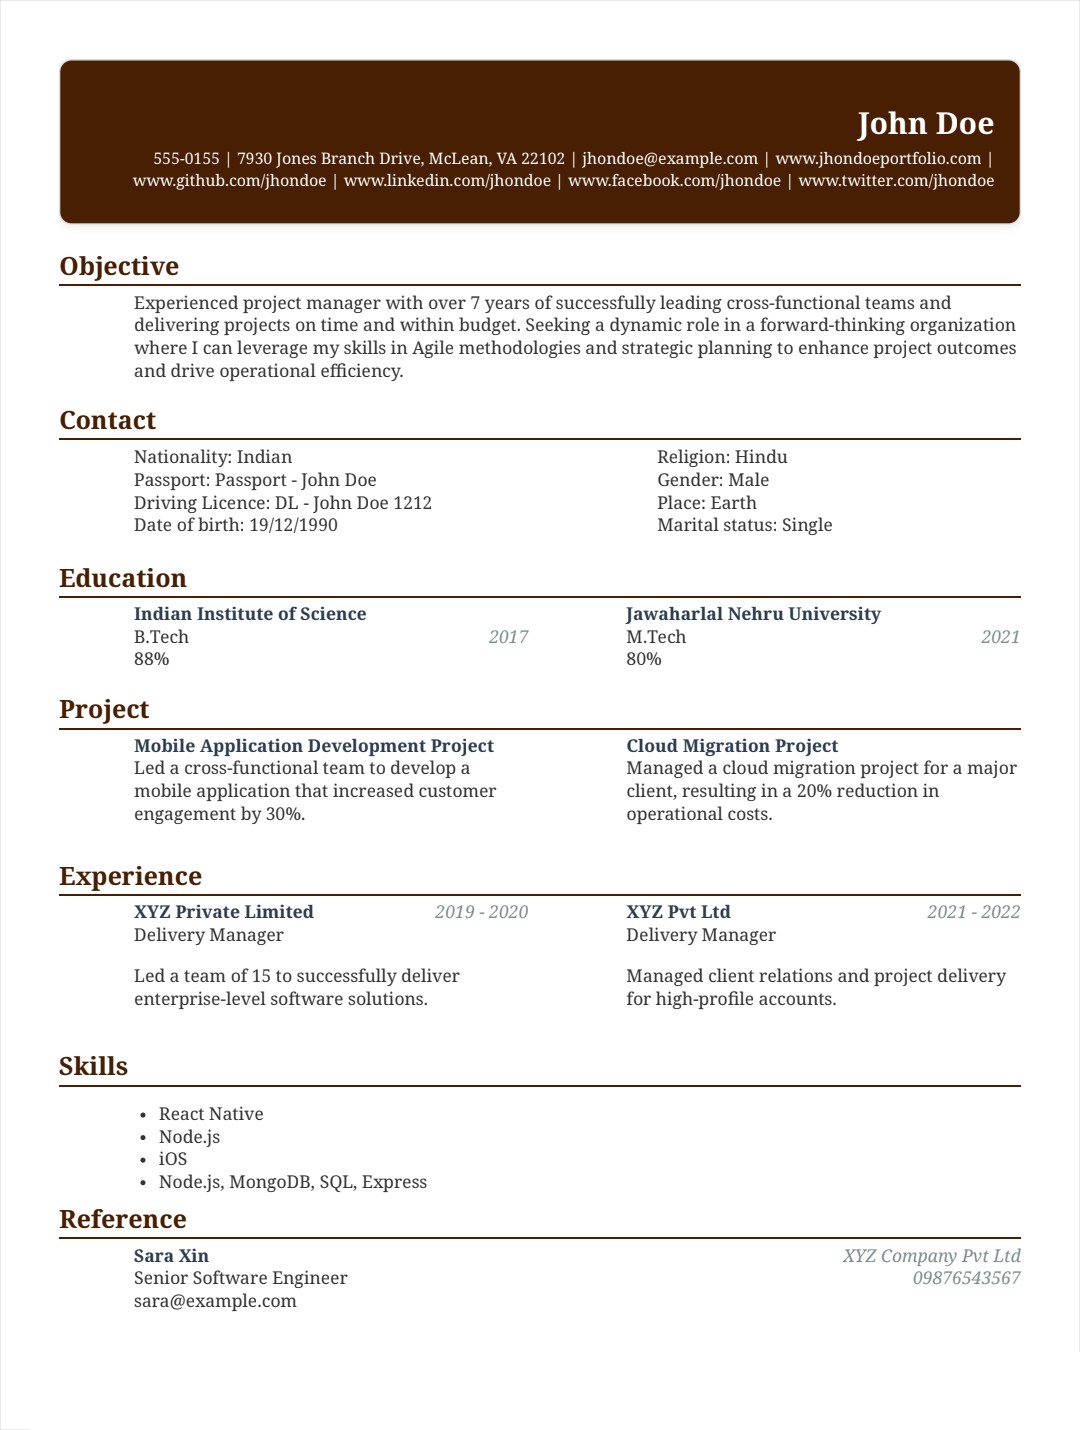 John Doe
555-0155 | 7930 Jones Branch Drive, McLean, VA 22102 | jhondoe@example.com | www.jhondoeportfolio.com |
www.github.com/jhondoe | www.linkedin.com/jhondoe | www.facebook.com/jhondoe | www.twitter.com/jhondoe
Objective
Experienced project manager with over 7 years of successfully leading cross-functional teams and
delivering projects on time and within budget. Seeking a dynamic role in a forward-thinking organization
where I can leverage my skills in Agile methodologies and strategic planning to enhance project outcomes
and drive operational efficiency.
Contact
Nationality: Indian
Passport: Passport - John Doe
Driving Licence: DL - John Doe 1212
Date of birth: 19/12/1990
Religion: Hindu
Gender: Male
Place: Earth
Marital status: Single
Education
Indian Institute of Science
B.Tech 2017
88%
Jawaharlal Nehru University
M.Tech 2021
80%
Project
Mobile Application Development Project
Led a cross-functional team to develop a
mobile application that increased customer
engagement by 30%.
Cloud Migration Project
Managed a cloud migration project for a major
client, resulting in a 20% reduction in
operational costs.
Experience
XYZ Private Limited 2019 - 2020
Delivery Manager
Led a team of 15 to successfully deliver
enterprise-level software solutions.
XYZ Pvt Ltd 2021 - 2022
Delivery Manager
Managed client relations and project delivery
for high-profile accounts.
Skills
• React Native
• Node.js
• iOS
• Node.js, MongoDB, SQL, Express
Reference
Sara Xin XYZ Company Pvt Ltd
Senior Software Engineer 09876543567
sara@example.com